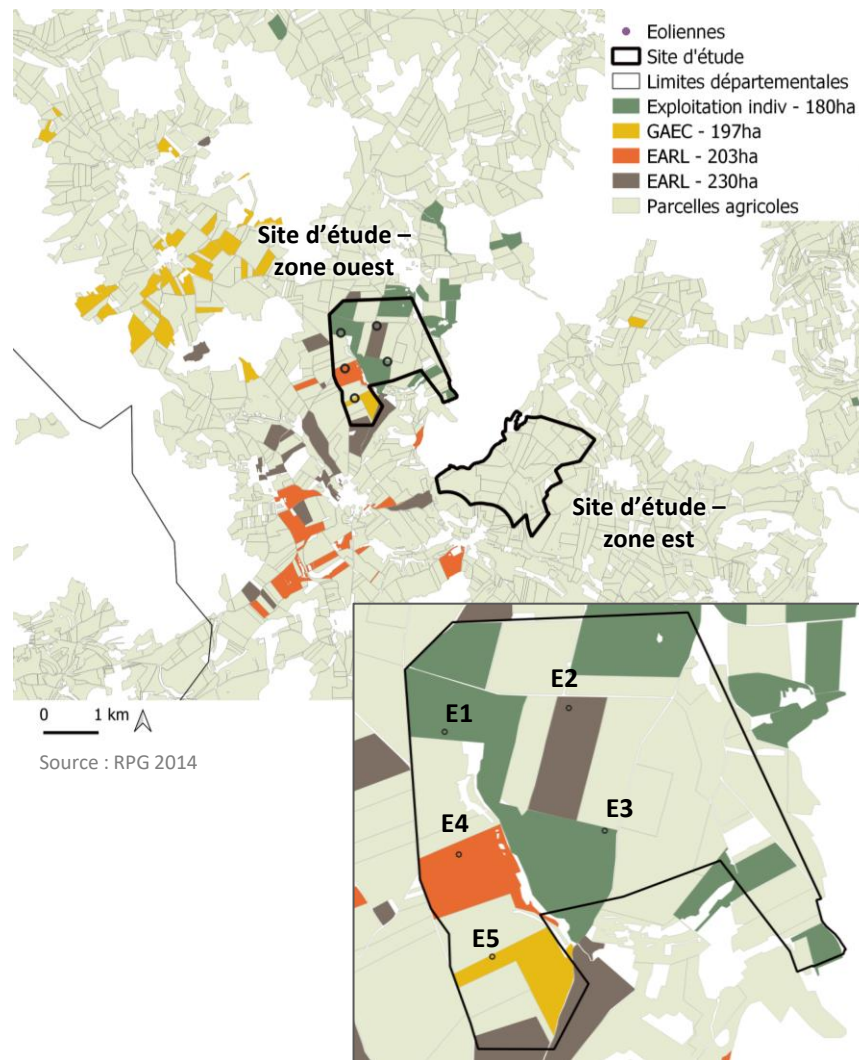 Eoliennes
Site d'étude
Limites départementales
Exploitation indiv - 180ha
GAEC - 197ha
EARL - 203ha
EARL - 230ha
Parcelles agricoles
Site d'étude –
zone ouest
Site d'étude –
zone est
0 1 km
Source : RPG 2014
E2
E1
E3
E4
E5